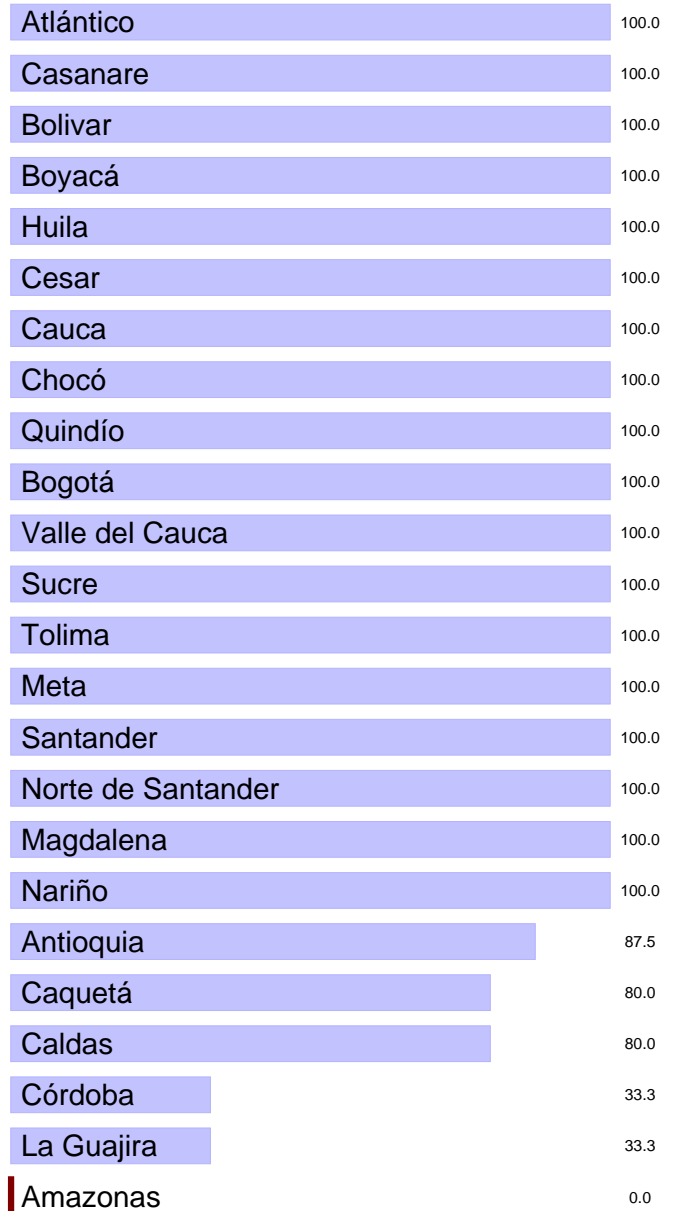 Atlántico 100.0
Casanare 100.0
Bolivar 100.0
Boyacá 100.0
Huila 100.0
Cesar 100.0
Cauca 100.0
Chocó 100.0
Quindío 100.0
Bogotá 100.0
Valle del Cauca 100.0
Sucre 100.0
Tolima 100.0
Meta 100.0
Santander 100.0
Norte de Santander 100.0
Magdalena 100.0
Nariño 100.0
Antioquia 87.5
Caquetá 80.0
Caldas 80.0
Córdoba 33.3
La Guajira 33.3
Amazonas 0.0